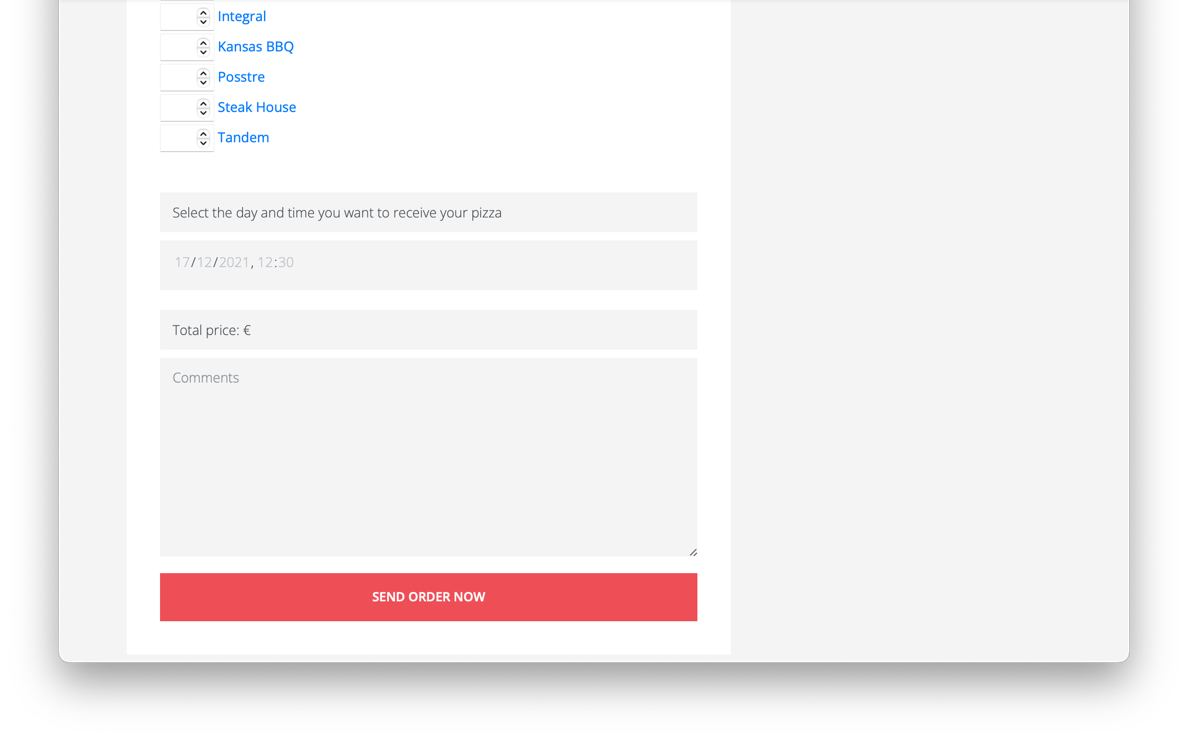 Integral
Kansas BBQ
Posstre
Steak House
Tandem
Select the day and time you want to receive your pizza
17/12/2021, 12:30
Total price: €
Comments
SEND ORDER NOW